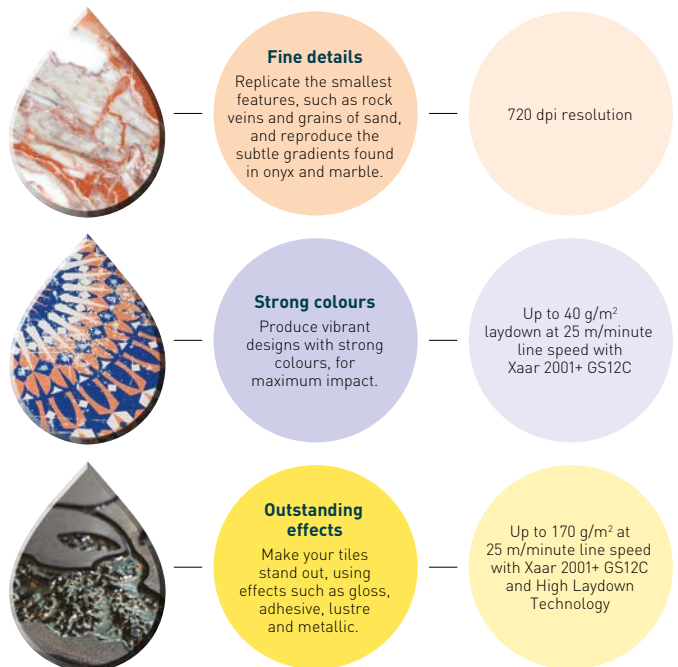 Fine details
Replicate the smallest
features, such as rock
veins and grains of sand,
and reproduce the
subtle gradients found
in onyx and marble.
720 dpi resolution
Strong colours
Produce vibrant
designs with strong
colours, for
maximum impact.
Up to 40 g/m²
laydown at 25 m/minute
line speed with
Xaar 2001+ GS12C
Outstanding
effects
Make your tiles
stand out, using
effects such as gloss,
adhesive, lustre
and metallic.
Up to 170 g/m² at
25 m/minute line speed
with Xaar 2001+ GS12C
and High Laydown
Technology